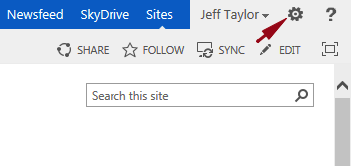 Newsfeed SkyDrive Sites Jeff Taylor ?
SHARE FOLLOW SYNC EDIT
Search this site